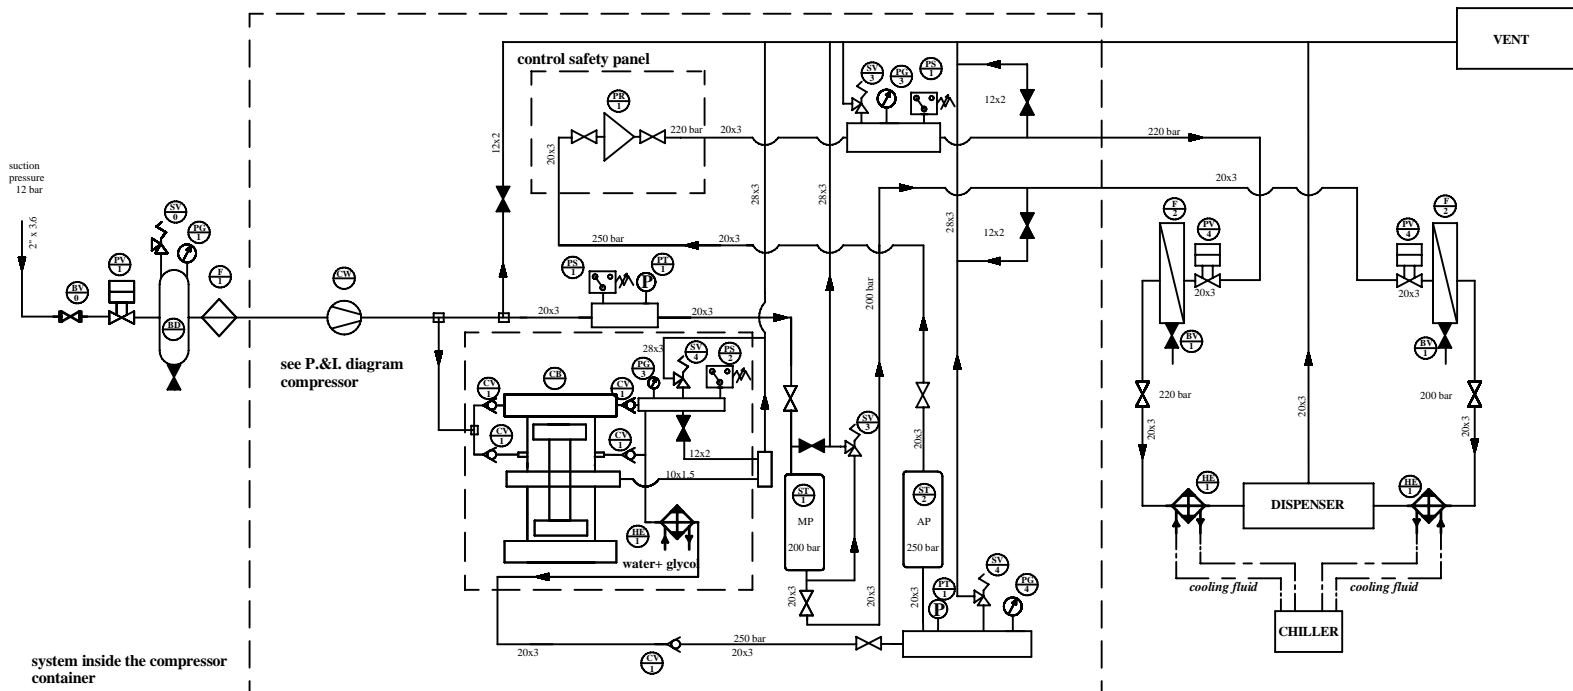 VENT
control safety panel
SV
3
PG
3
PS
1
PR
1
12x2
220 bar
20x3
220 bar
12x2
20x3
suction
pressure
12 bar
28x3
28x3
20x3
2" x 3.6
SV
0
PG
1
28x3
12x2
F
2
PV
4
PV
4
F
2
250 bar
20x3
PV
1
F
1
CW
PS
1
PT
1
P
200 bar
20x3
20x3
BV
0
BD
20x3
20x3
BV
1
BV
1
see P.&I. diagram
compressor
28x3
SV
4
PS
2
PG
3
CV
1
CB
CV
1
220 bar
200 bar
20x3
SV
3
CV
1
CV
1
20x3
20x3
20x3
12x2
10x1.5
ST
1
ST
2
HE
1
HE
1
DISPENSER
MP
AP
HE
1
200 bar
250 bar
water+ glycol
SV
4
PT
1
PG
4
P
cooling fluid
cooling fluid
20x3
20x3
20x3
CHILLER
250 bar
20x3
20x3
CV
1
system inside the compressor
container